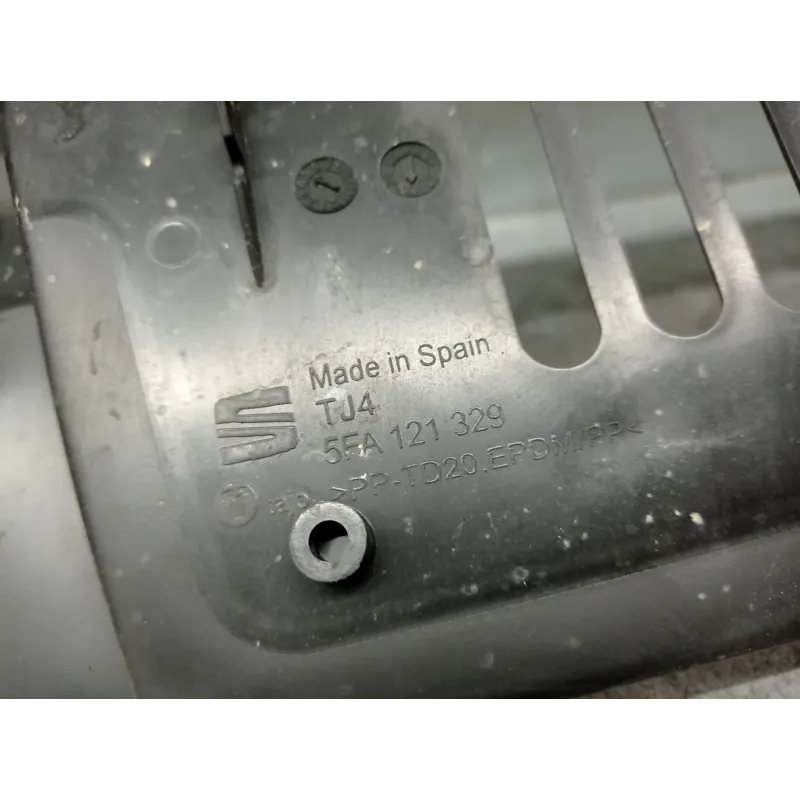 Made in Spain
TJ4
5FA 121 329
>PP-TD20,EPDM/PP<